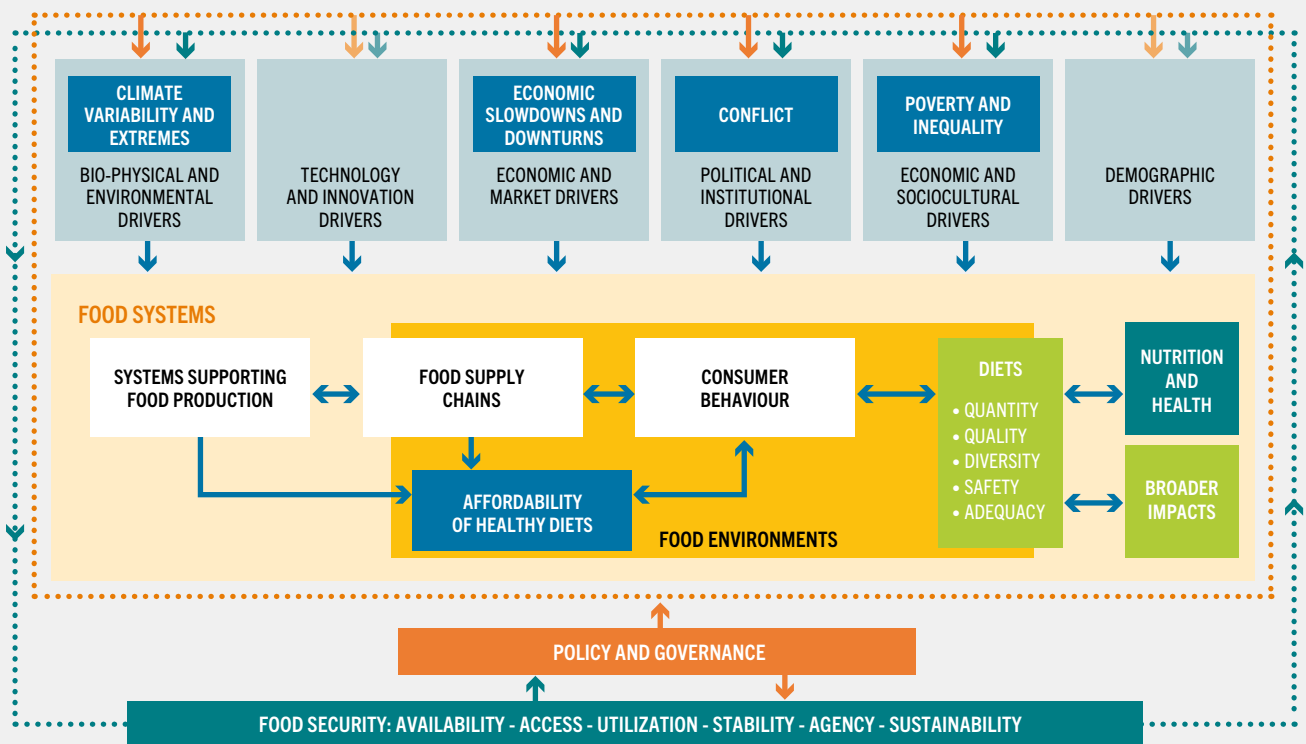 CLIMATE
VARIABILITY AND
EXTREMES
BIO-PHYSICAL AND
ENVIRONMENTAL
DRIVERS
TECHNOLOGY
AND INNOVATION
DRIVERS
ECONOMIC
SLOWDOWNS AND
DOWNTURNS
ECONOMIC AND
MARKET DRIVERS
CONFLICT
POLITICAL AND
INSTITUTIONAL
DRIVERS
POVERTY AND
INEQUALITY
ECONOMIC AND
SOCIOCULTURAL
DRIVERS
DEMOGRAPHIC
DRIVERS
FOOD SYSTEMS
SYSTEMS SUPPORTING
FOOD PRODUCTION
FOOD SUPPLY
CHAINS
CONSUMER
BEHAVIOUR
DIETS
• QUANTITY
• QUALITY
• DIVERSITY
• SAFETY
• ADEQUACY
NUTRITION
AND
HEALTH
BROADER
IMPACTS
AFFORDABILITY
OF HEALTHY DIETS
FOOD ENVIRONMENTS
POLICY AND GOVERNANCE
FOOD SECURITY: AVAILABILITY - ACCESS - UTILIZATION - STABILITY - AGENCY - SUSTAINABILITY